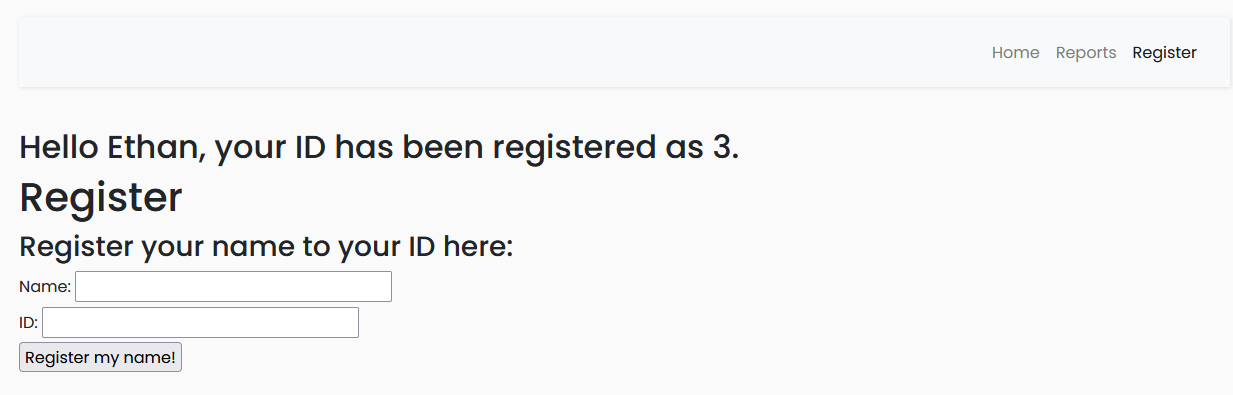 Home Reports Register
Hello Ethan, your ID has been registered as 3.
Register
Register your name to your ID here:
Name:
ID:
Register my name!